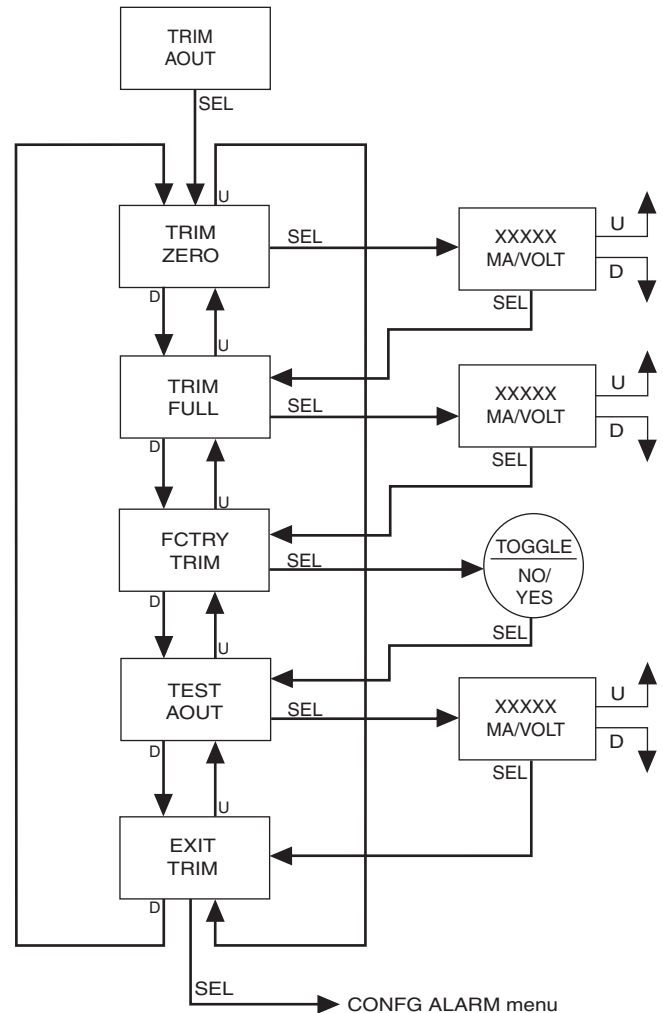 TRIM
AOUT
SEL
U
TRIM
ZERO
SEL
XXXXX
MA/VOLT
U
D
D
U
SEL
TRIM
FULL
SEL
XXXXX
MA/VOLT
U
D
D
U
SEL
FCTRY
TRIM
SEL
TOGGLE
NO/
YES
D
U
SEL
TEST
AOUT
SEL
XXXXX
MA/VOLT
U
D
D
U
SEL
EXIT
TRIM
D
SEL
CONFG ALARM menu